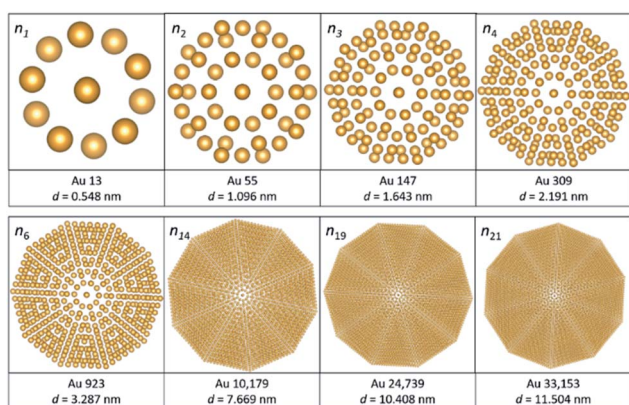 n1 n2 n3 n4
Au 13 Au 55 Au 147 Au 309
d = 0.548 nm d = 1.096 nm d = 1.643 nm d = 2.191 nm
n6 n14 n19 n21
Au 923 Au 10,179 Au 24,739 Au 33,153
d = 3.287 nm d = 7.669 nm d = 10.408 nm d = 11.504 nm